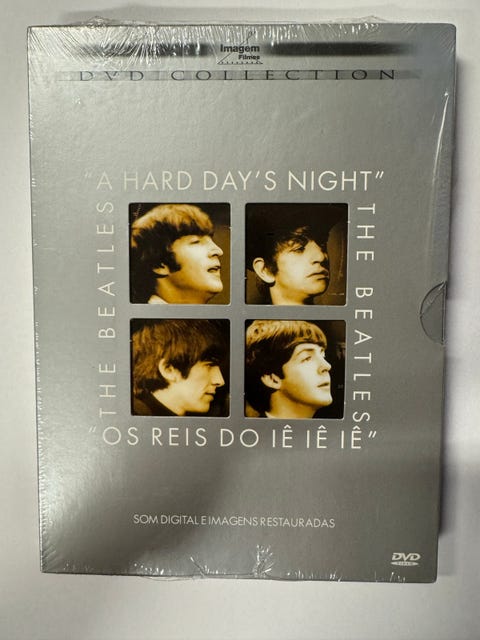 Imagem
Filmes
DVD COLLECTION
"A HARD DAY'S NIGHT"
THE BEATLES
THE BEATLES
"OS REIS DO IÊ IÊ IÊ"
SOM DIGITAL E IMAGENS RESTAURADAS
DVD
VIDEO